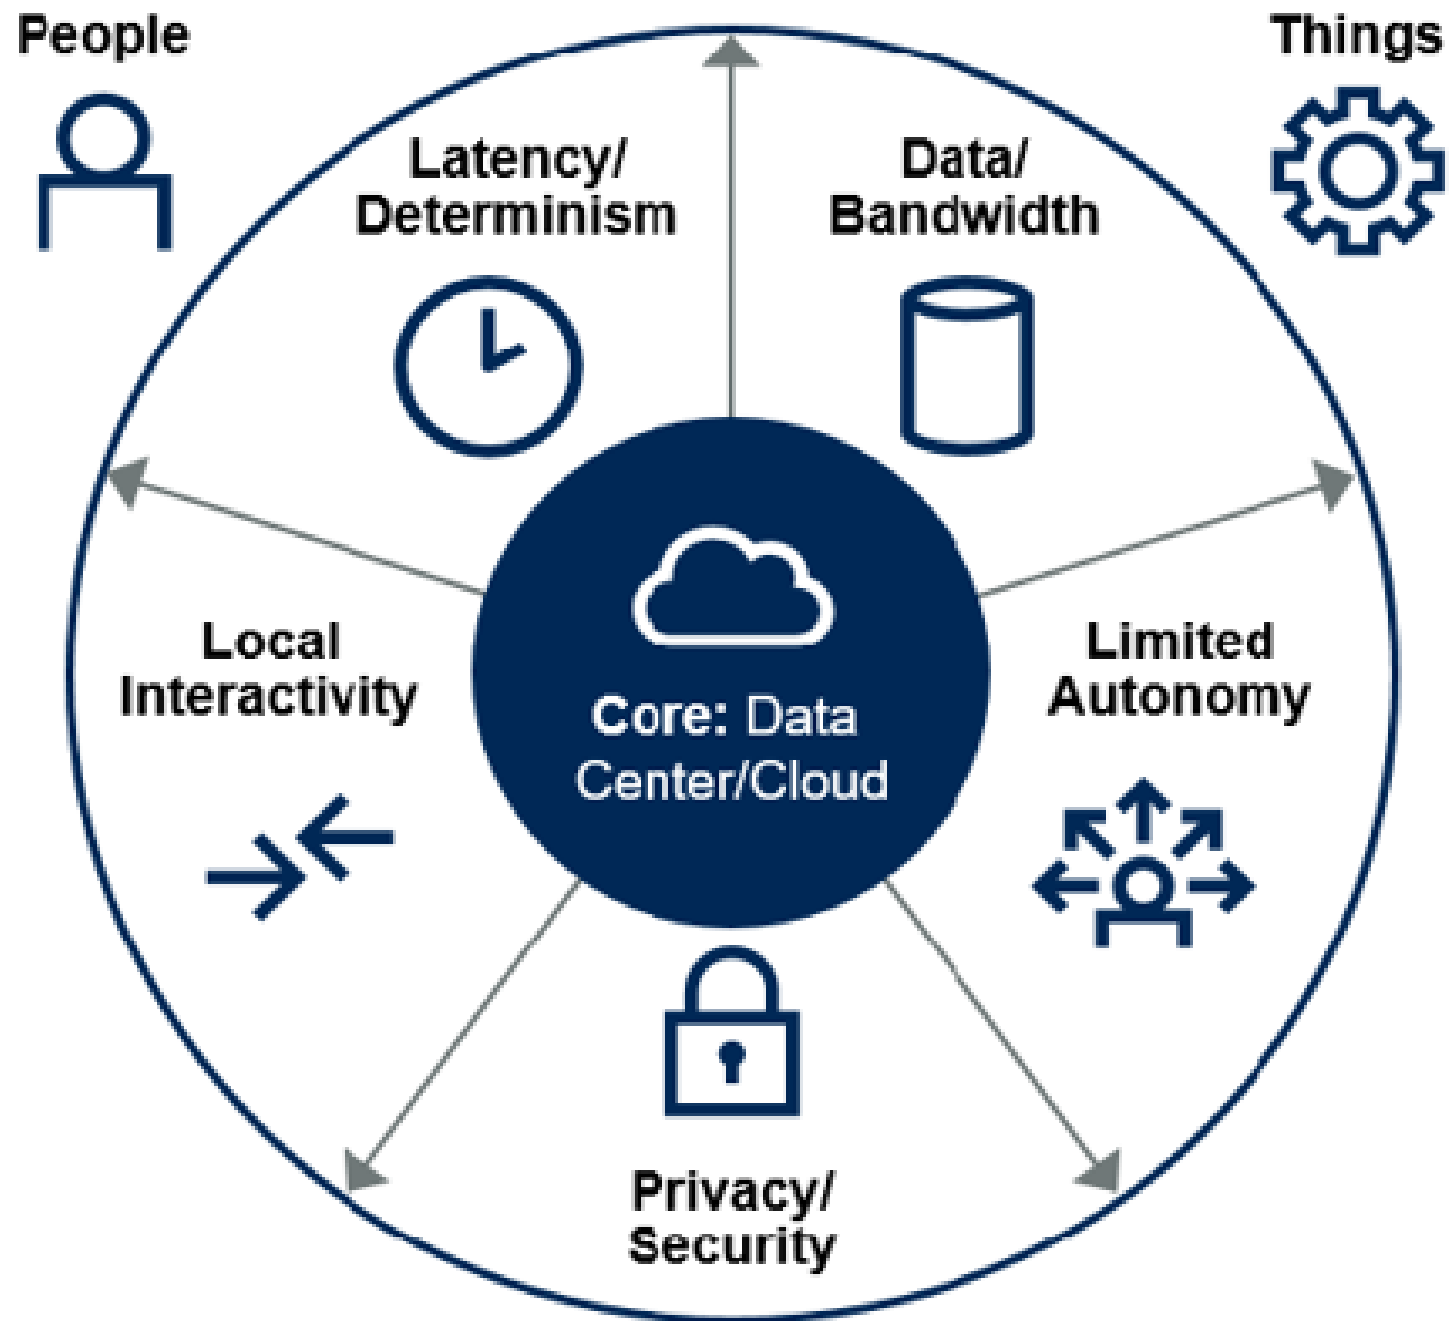 People
Things
Latency/
Determinism
Data/
Bandwidth
Local
Interactivity
Core: Data
Center/Cloud
Limited
Autonomy
Privacy/
Security